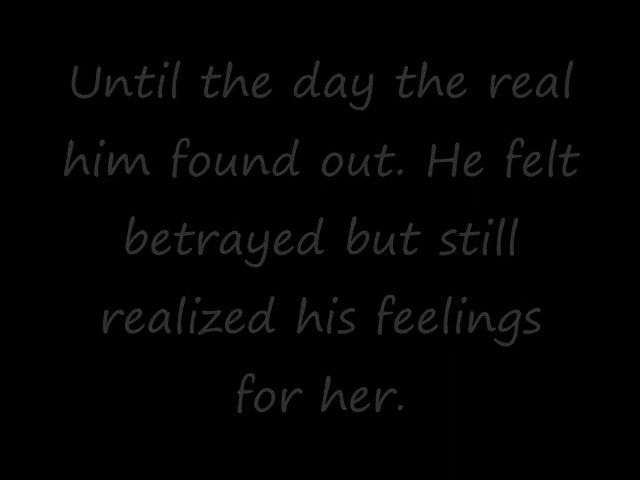 Until the day the real
him found out. He felt
betrayed but still
realized his feelings
for her.